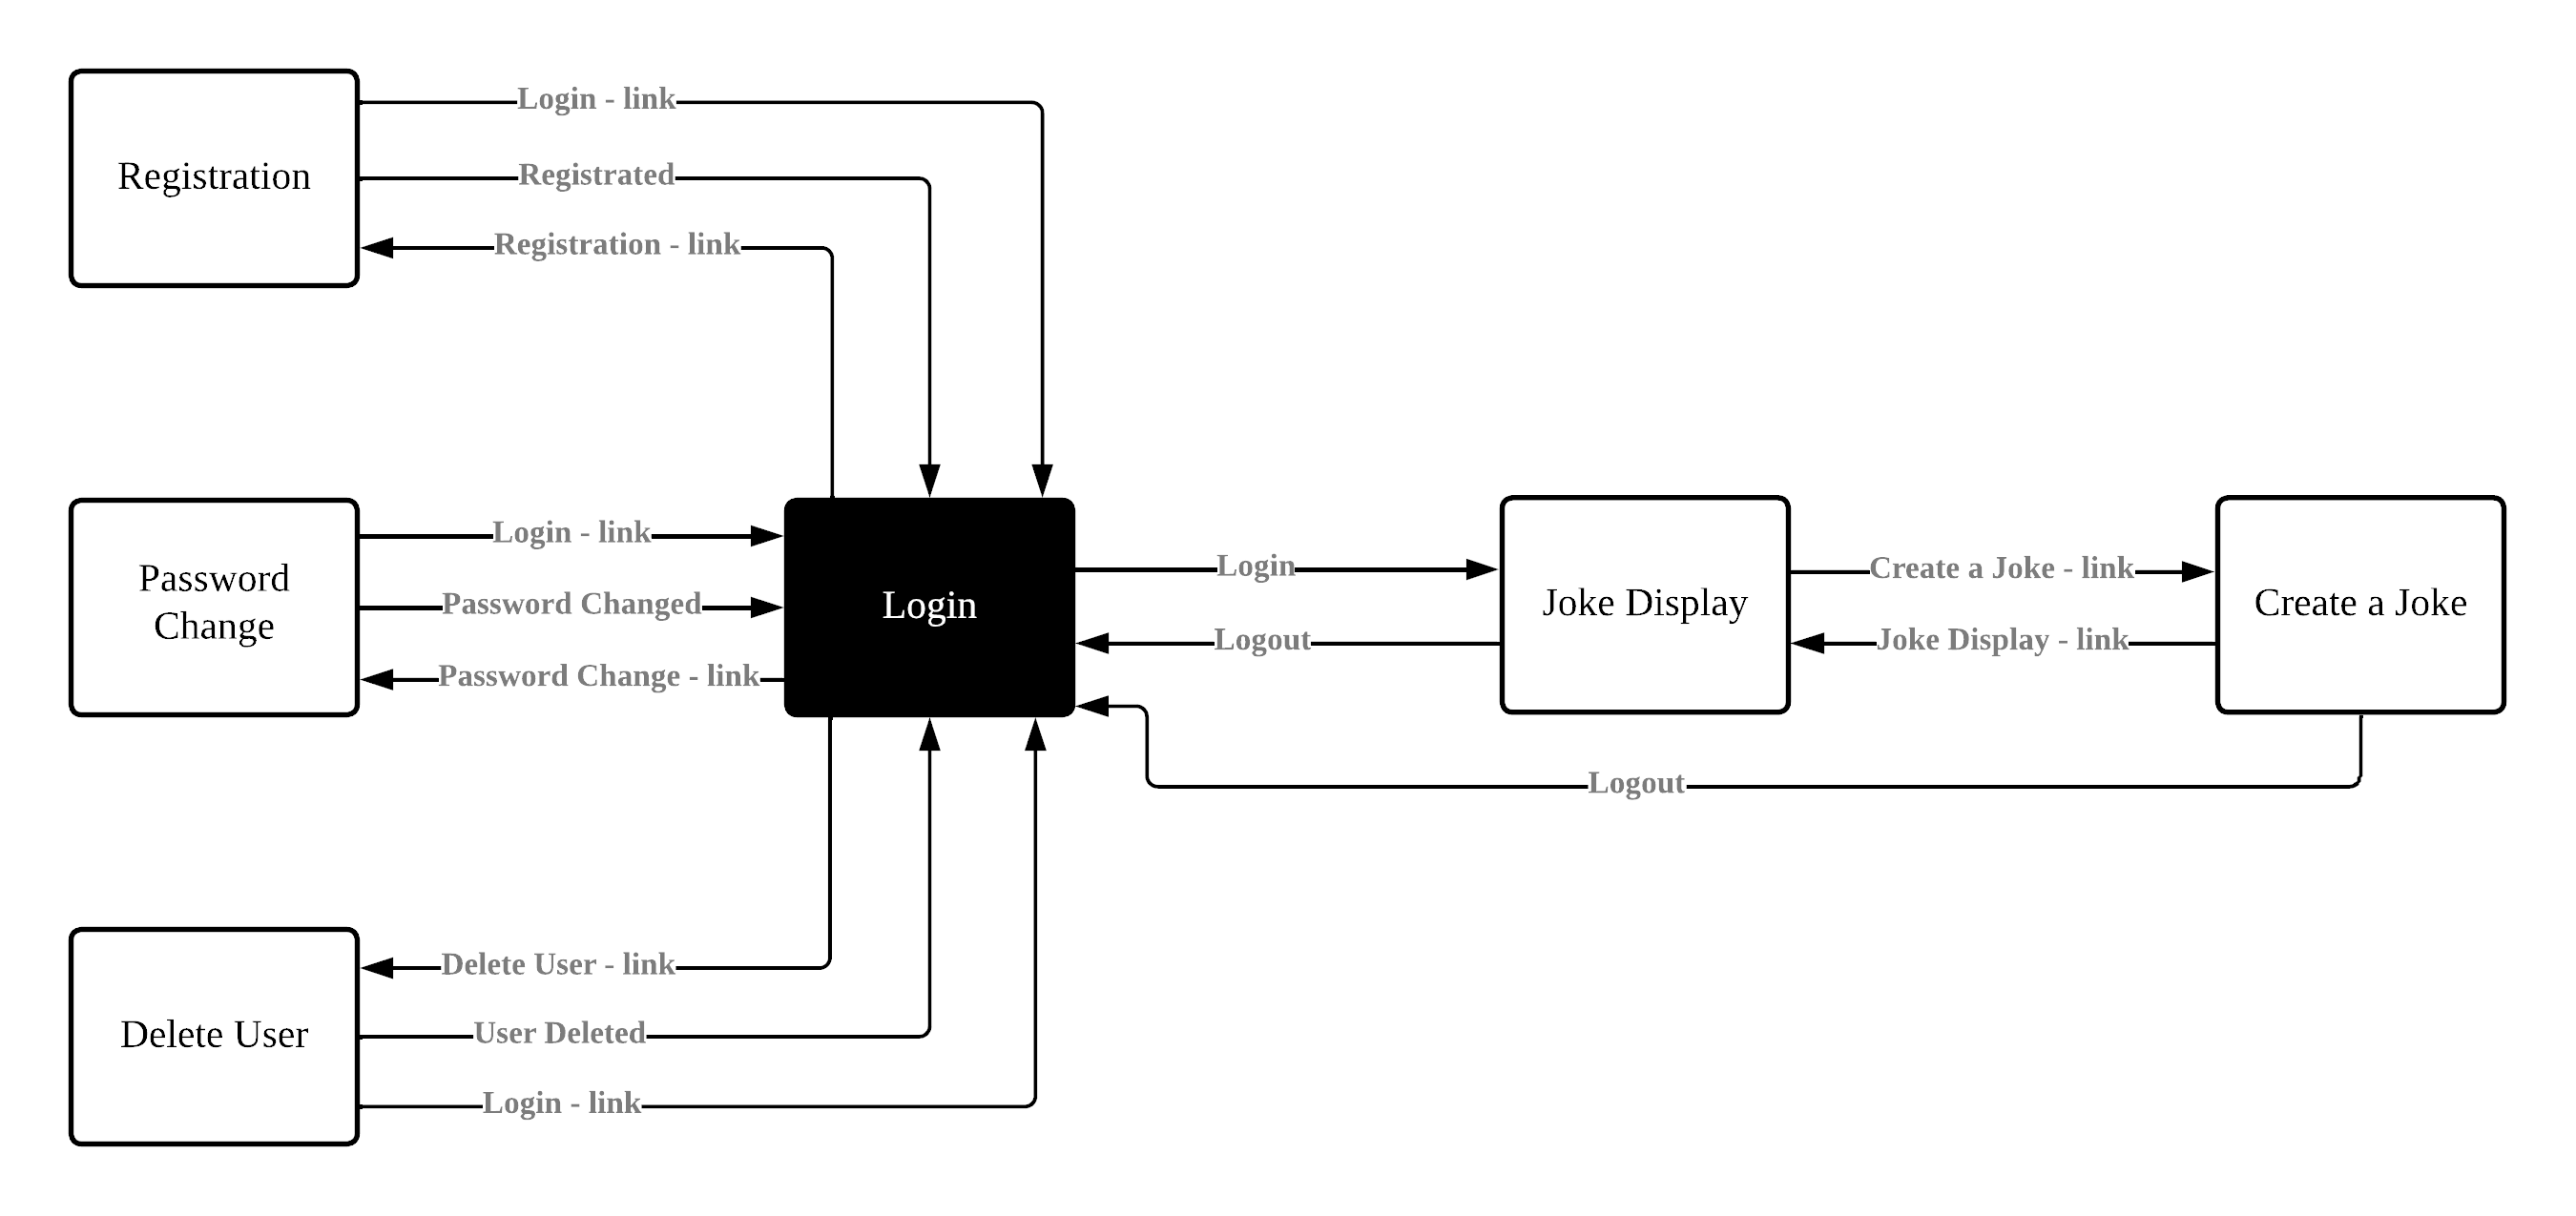 Login - link
Registration
Registrated
Registration - link
Password
Change
Login - link
Password Changed
Password Change - link
Login
Login
Logout
Joke Display
Create a Joke - link
Joke Display - link
Create a Joke
Logout
Delete User - link
Delete User
User Deleted
Login - link